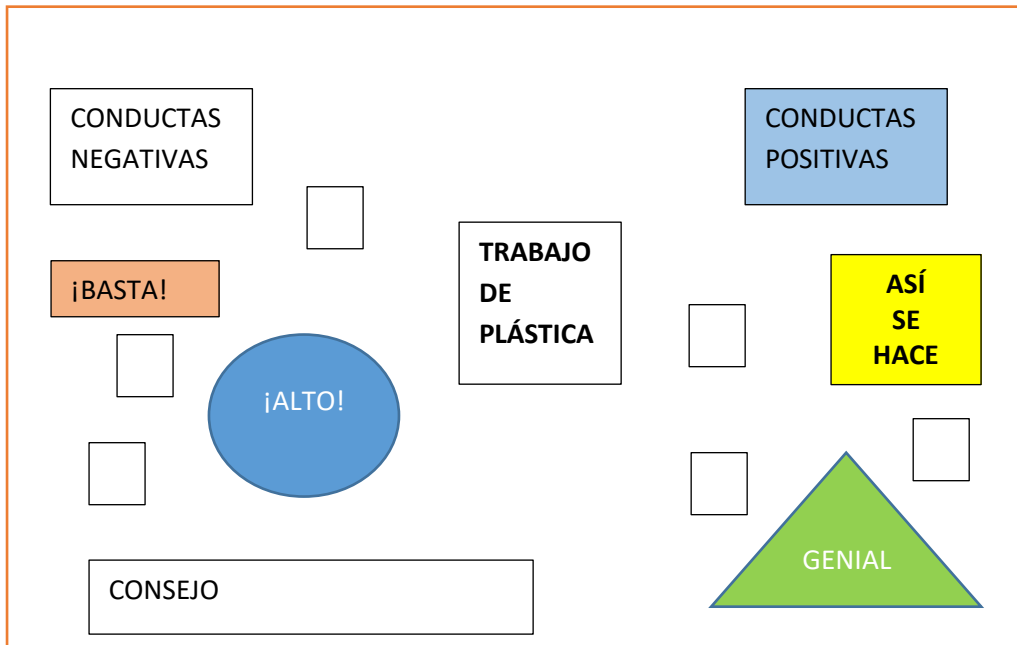 CONDUCTAS
NEGATIVAS
CONDUCTAS
POSITIVAS
¡BASTA!
TRABAJO
DE
PLÁSTICA
ASÍ
SE
HACE
¡ALTO!
GENIAL
CONSEJO